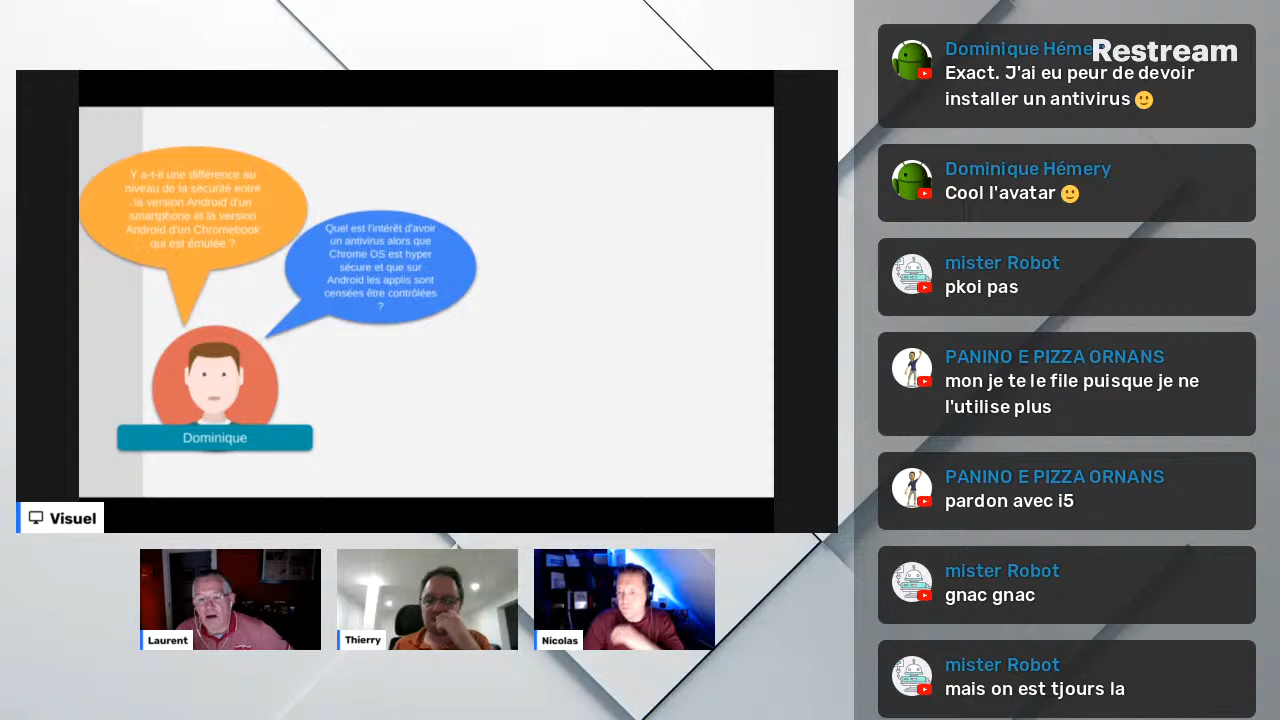 Y a-t-il une différence au
niveau de la sécurité entre
la version Android d'un
smartphone et la version
Android d'un Chromebook
qui est émulée ?
Quel est l'intérêt d'avoir
un antivirus alors que
Chrome OS est hyper
sécure et que sur
Android les applis sont
censées être contrôlées
?
Dominique
Visuel
Laurent
Thierry
Nicolas
Restream
Dominique Hémery
Exact. J'ai eu peur de devoir
installer un antivirus 🙂
Dominique Hémery
Cool l'avatar 🙂
mister Robot
pkoi pas
PANINO E PIZZA ORNANS
mon je te le file puisque je ne
l'utilise plus
PANINO E PIZZA ORNANS
pardon avec i5
mister Robot
gnac gnac
mister Robot
mais on est tjours la